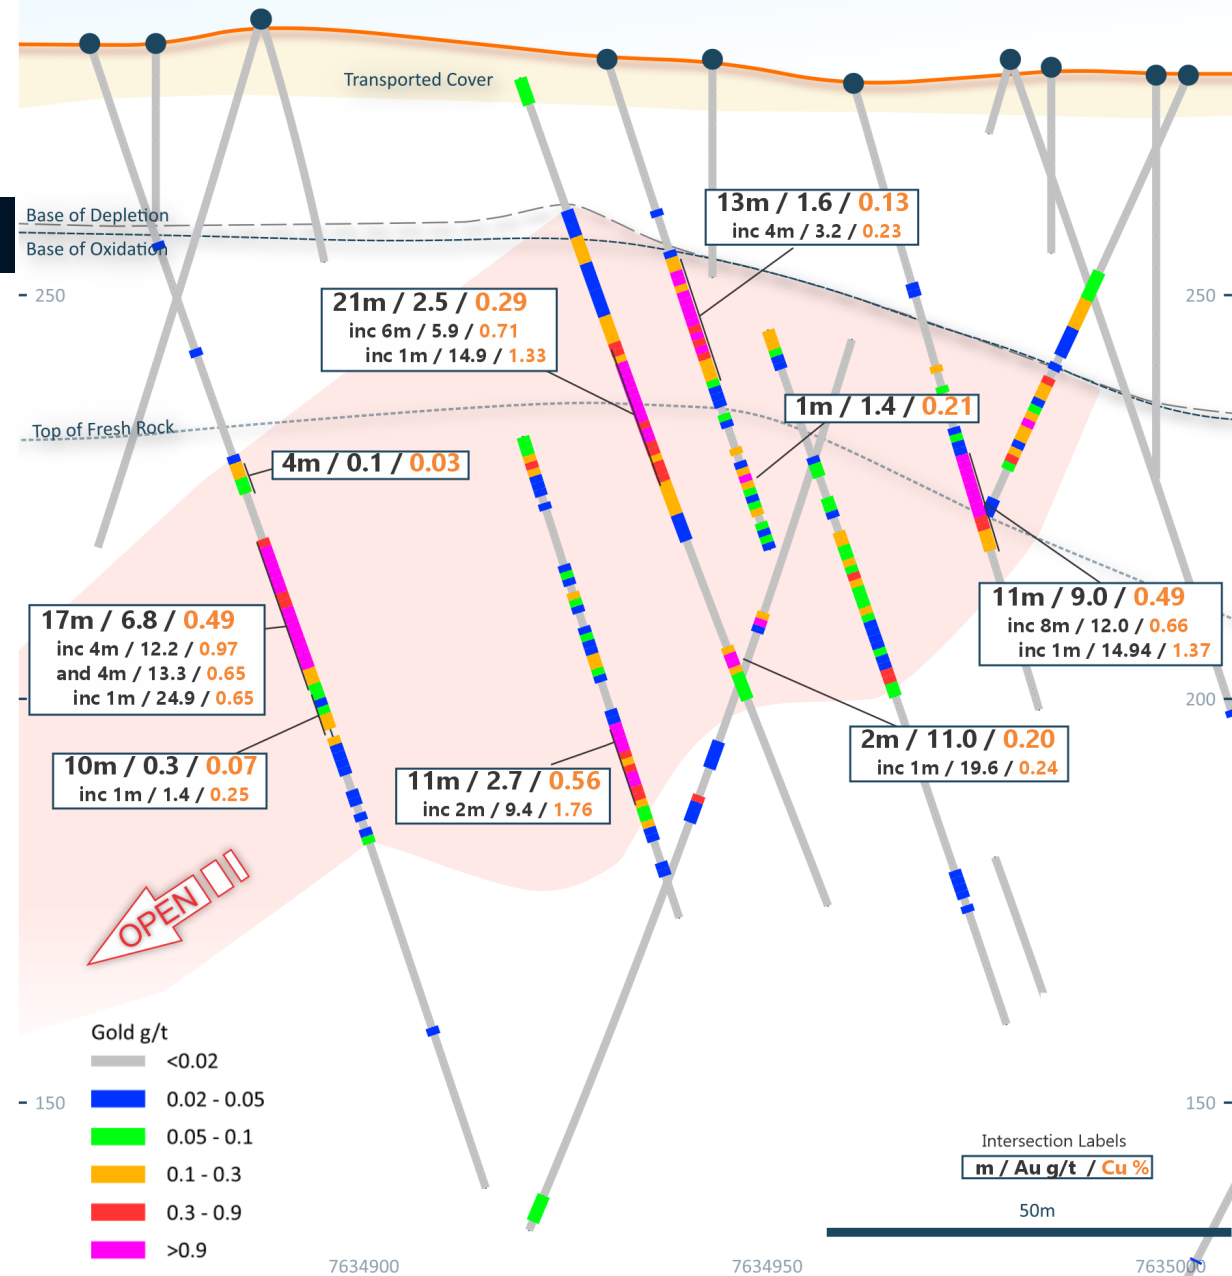 Transported Cover
Base of Depletion
Base of Oxidation
13m / 1.6 / 0.13
inc 4m / 3.2 / 0.23
250
250
21m / 2.5 / 0.29
inc 6m / 5.9 / 0.71
inc 1m / 14.9 / 1.33
1m / 1.4 / 0.21
Top of Fresh Rock
4m / 0.1 / 0.03
17m / 6.8 / 0.49
inc 4m / 12.2 / 0.97
and 4m / 13.3 / 0.65
inc 1m / 24.9 / 0.65
11m / 9.0 / 0.49
inc 8m / 12.0 / 0.66
inc 1m / 14.94 / 1.37
200
10m / 0.3 / 0.07
inc 1m / 1.4 / 0.25
11m / 2.7 / 0.56
inc 2m / 9.4 / 1.76
2m / 11.0 / 0.20
inc 1m / 19.6 / 0.24
OPEN
Gold g/t
<0.02
0.02 - 0.05
0.05 - 0.1
0.1 - 0.3
0.3 - 0.9
>0.9
150
150
Intersection Labels
m / Au g/t / Cu %
50m
7634900
7634950
7635000